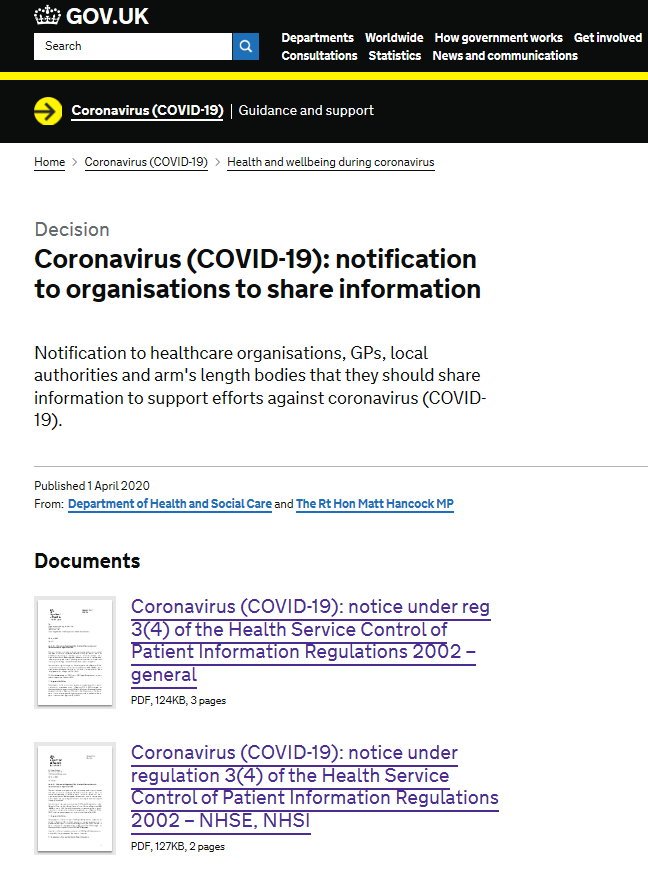 GOV.UK
Search
Departments Worldwide How government works Get involved
Consultations Statistics News and communications
Coronavirus (COVID-19) | Guidance and support
Home > Coronavirus (COVID-19) > Health and wellbeing during coronavirus
Decision
Coronavirus (COVID-19): notification
to organisations to share information
Notification to healthcare organisations, GPs, local
authorities and arm's length bodies that they should share
information to support efforts against coronavirus (COVID-
19).
Published 1 April 2020
From: Department of Health and Social Care and The Rt Hon Matt Hancock MP
Documents
Coronavirus (COVID-19): notice under reg
3(4) of the Health Service Control of
Patient Information Regulations 2002 –
general
PDF, 124KB, 3 pages
Coronavirus (COVID-19): notice under
regulation 3(4) of the Health Service
Control of Patient Information Regulations
2002 – NHSE, NHSI
PDF, 127KB, 2 pages